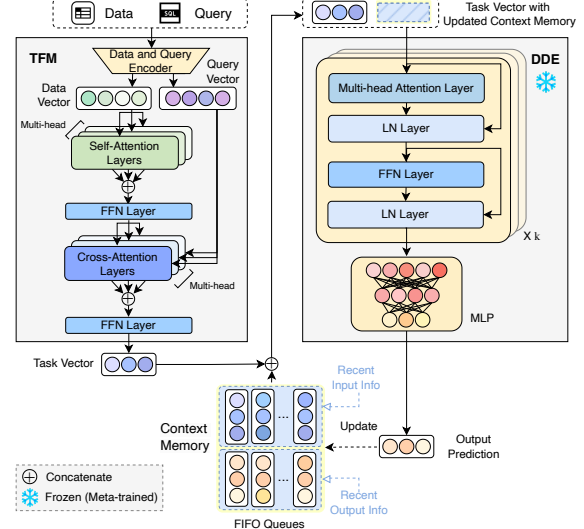 Data
SQL
Query
Task Vector with
Updated Context Memory
TFM
Data and Query
Encoder
Data
Vector
Query
Vector
Multi-head
Self-Attention
Layers
FFN Layer
Cross-Attention
Layers
Multi-head
FFN Layer
Task Vector
DDE
Multi-head Attention Layer
LN Layer
FFN Layer
LN Layer
X k
MLP
Recent
Input Info
Context
Memory
...
Update
Output
Prediction
...
Recent
Output Info
FIFO Queues
Concatenate
Frozen (Meta-trained)